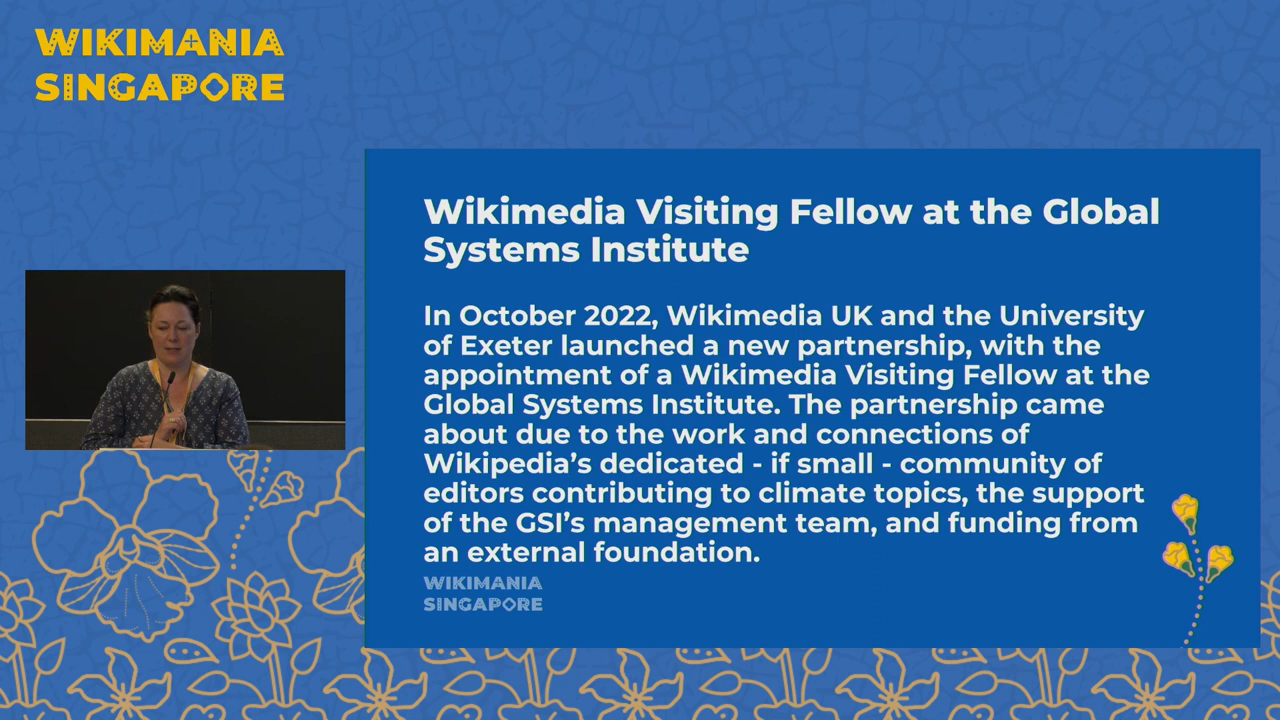 WIKIMANIA
SINGAPORE
Wikimedia Visiting Fellow at the Global
Systems Institute
In October 2022, Wikimedia UK and the University
of Exeter launched a new partnership, with the
appointment of a Wikimedia Visiting Fellow at the
Global Systems Institute. The partnership came
about due to the work and connections of
Wikipedia’s dedicated - if small - community of
editors contributing to climate topics, the support
of the GSI’s management team, and funding from
an external foundation.
WIKIMANIA
SINGAPORE